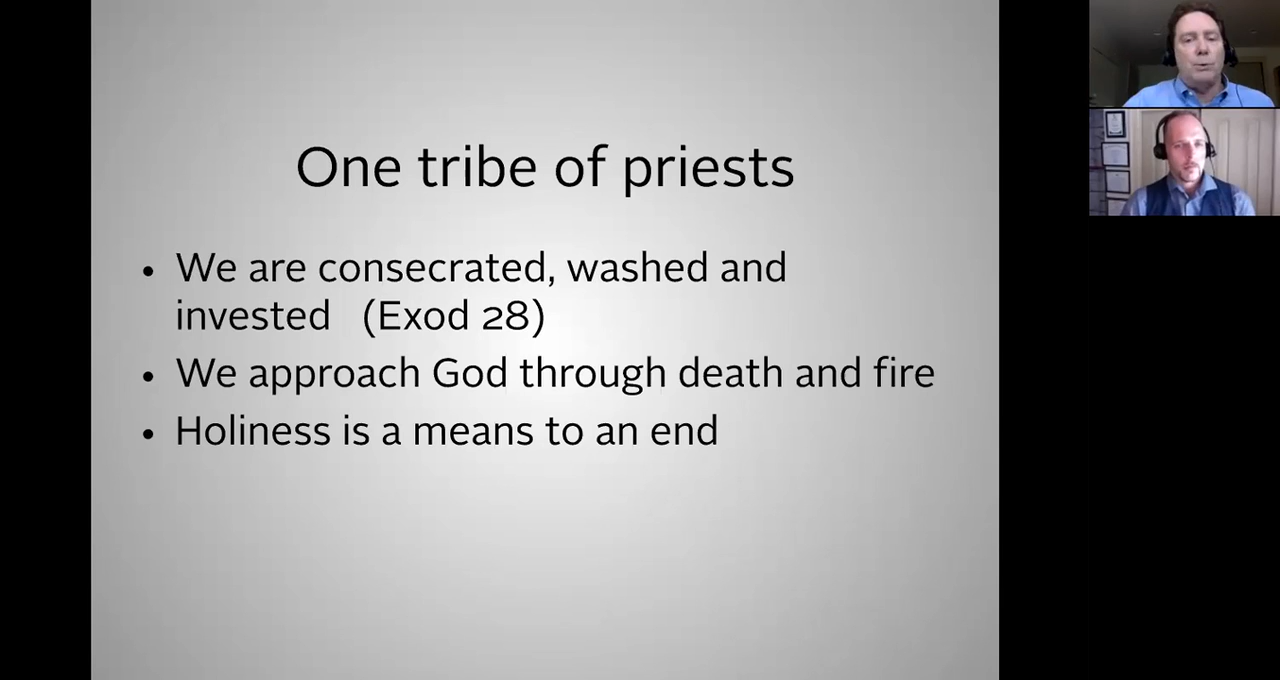 One tribe of priests
• We are consecrated, washed and
invested (Exod 28)
• We approach God through death and fire
• Holiness is a means to an end